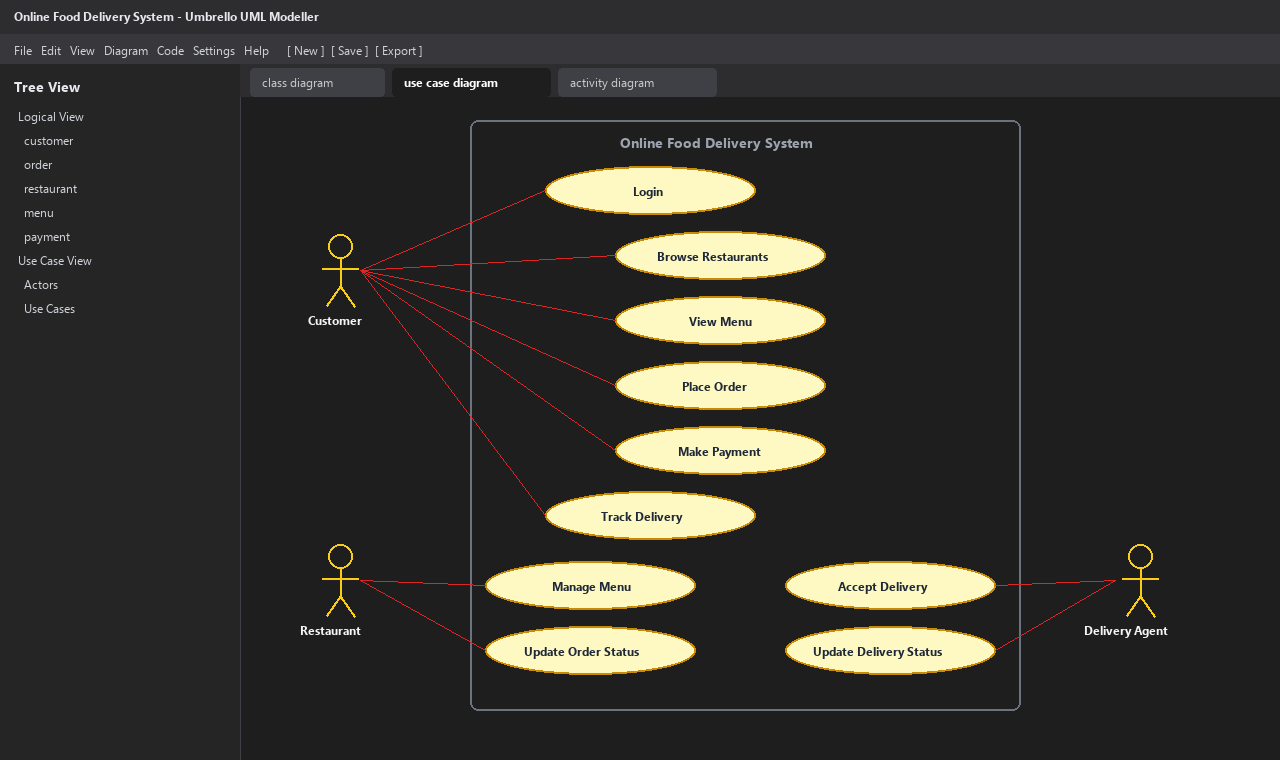 Online Food Delivery System - Umbrello UML Modeller
File Edit View Diagram Code Settings Help [ New ] [ Save ] [ Export ]
Tree View
Logical View
customer
order
restaurant
menu
payment
Use Case View
Actors
Use Cases
class diagram
use case diagram
activity diagram
Online Food Delivery System
Login
Browse Restaurants
View Menu
Customer
Place Order
Make Payment
Track Delivery
Manage Menu
Accept Delivery
Restaurant
Delivery Agent
Update Order Status
Update Delivery Status